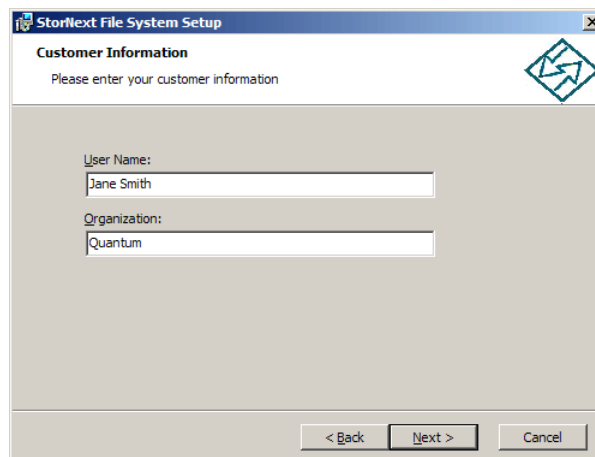 StorNext File System Setup
Customer Information
Please enter your customer information
User Name:
Jane Smith
Organization:
Quantum
< Back Next > Cancel